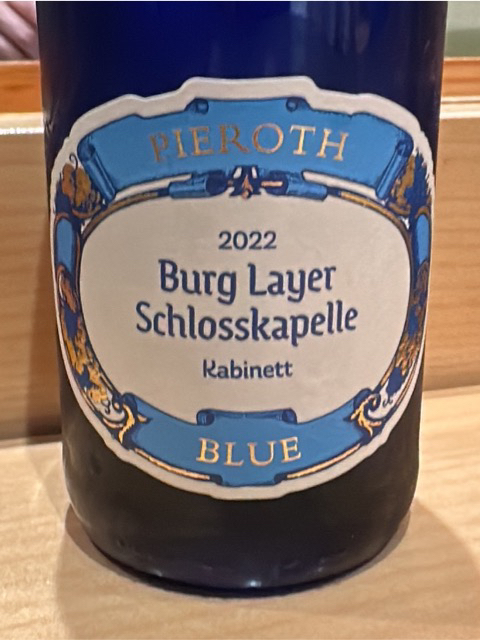 PIEROTH
2022
Burg Layer
Schlosskapelle
Kabinett
BLUE